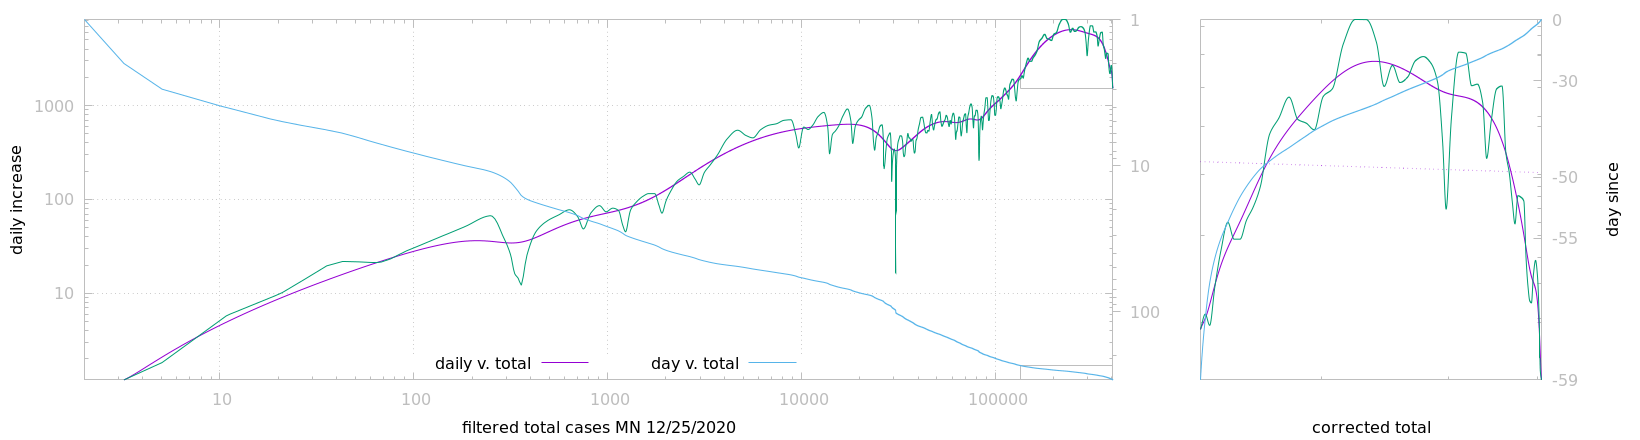 daily increase
1000
100
10
10
100
1000
10000
100000
1
10
100
daily v. total
day v. total
filtered total cases MN 12/25/2020
0
-30
-50
-55
-59
day since
corrected total